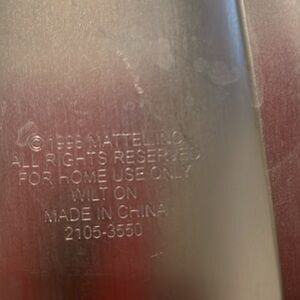 © 1998 MATTEL, INC.
ALL RIGHTS RESERVED
FOR HOME USE ONLY
WILTON
MADE IN CHINA
2105-3550